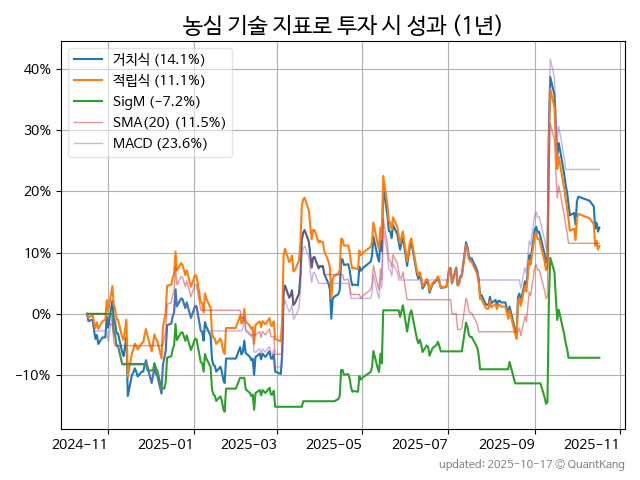 농심 기술 지표로 투자 시 성과 (1년)
거치식 (14.1%)
적립식 (11.1%)
SigM (-7.2%)
SMA(20) (11.5%)
MACD (23.6%)
40%
30%
20%
10%
0%
−10%
2024-11 2025-01 2025-03 2025-05 2025-07 2025-09 2025-11
updated: 2025-10-17 © QuantKang